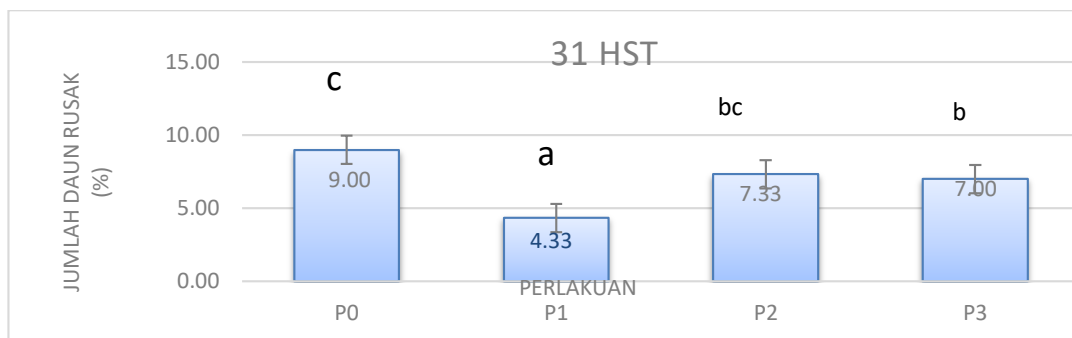 31 HST
JUMLAH DAUN RUSAK
(%)
15.00
10.00
5.00
0.00
c
a
bc
b
9.00
4.33
7.33
7.00
PERLAKUAN
P0
P1
P2
P3